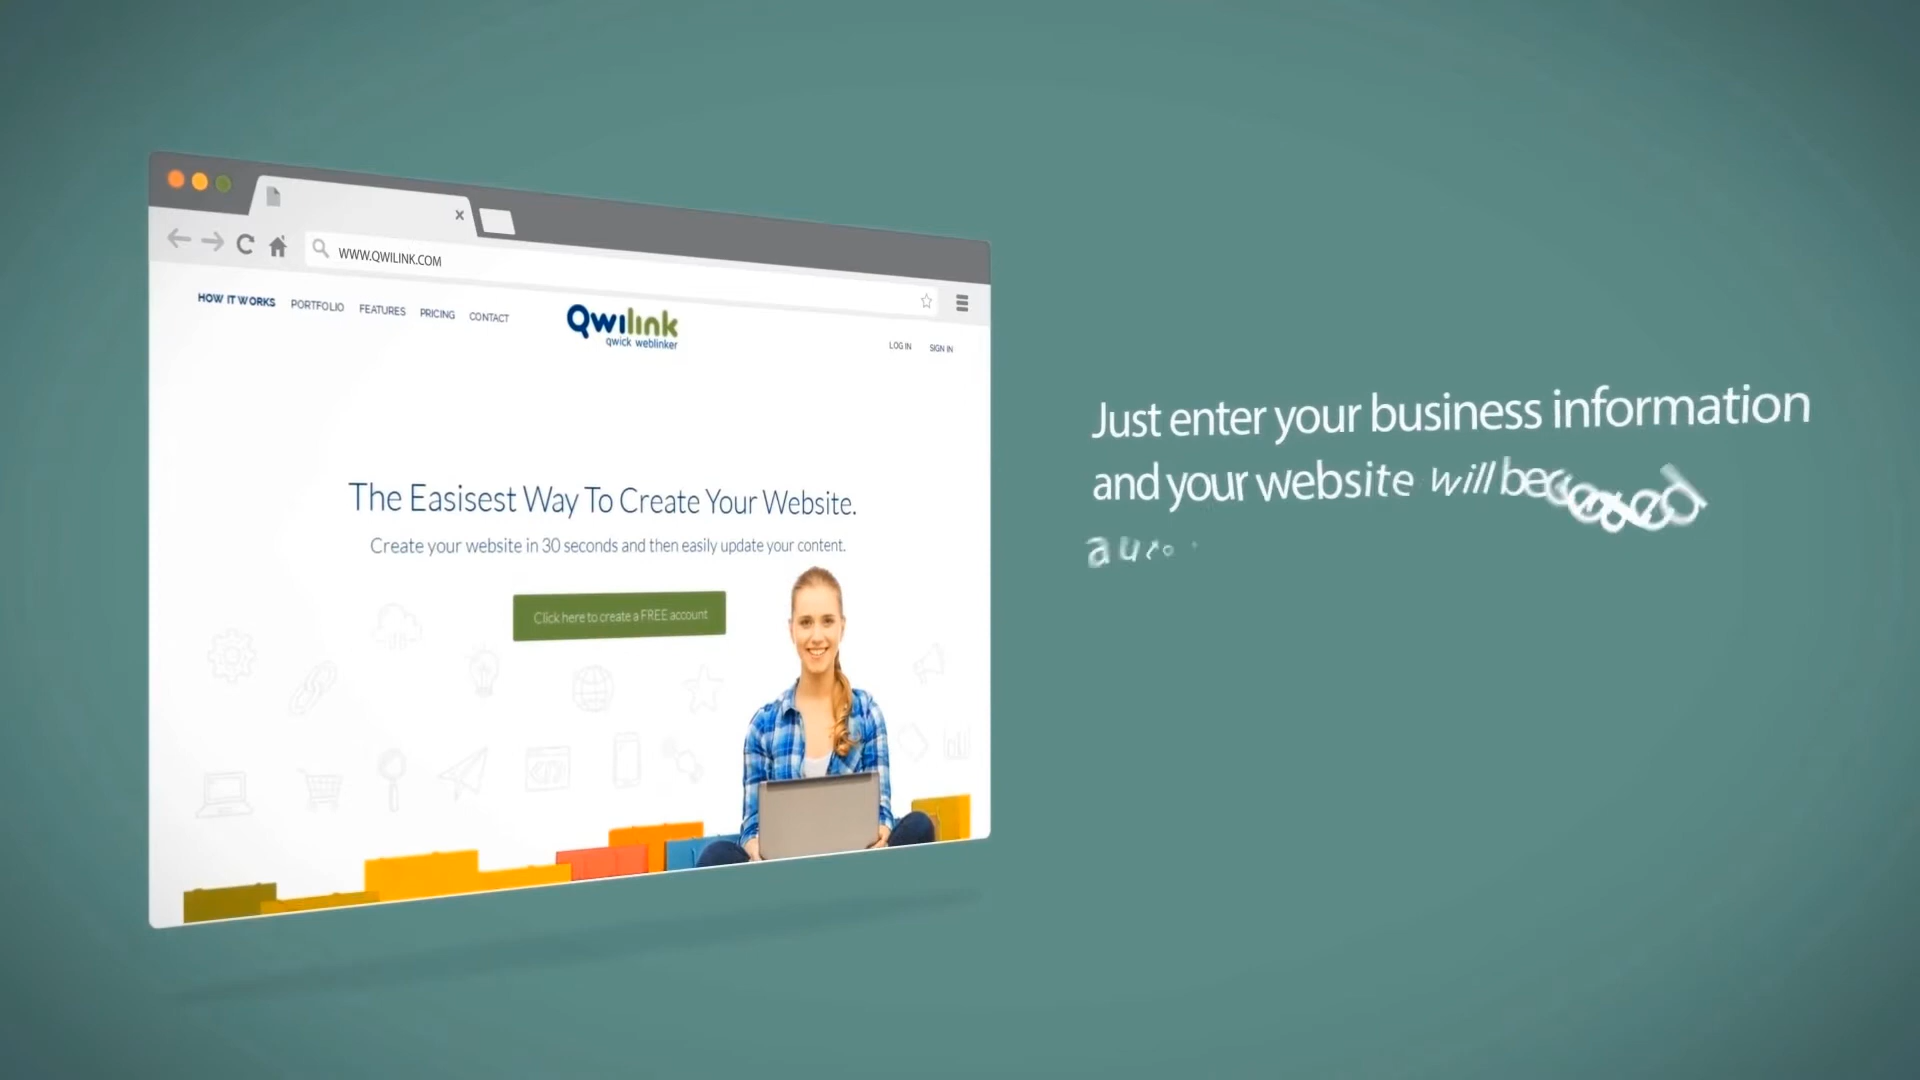 WWW.QWILINK.COM
HOW IT WORKS PORTFOLIO FEATURES PRICING CONTACT
Qwilink
qwick weblinker
LOG IN SIGN IN
The Easisest Way To Create Your Website.
Create your website in 30 seconds and then easily update your content.
Click here to create a FREE account
Just enter your business information
and your website will be